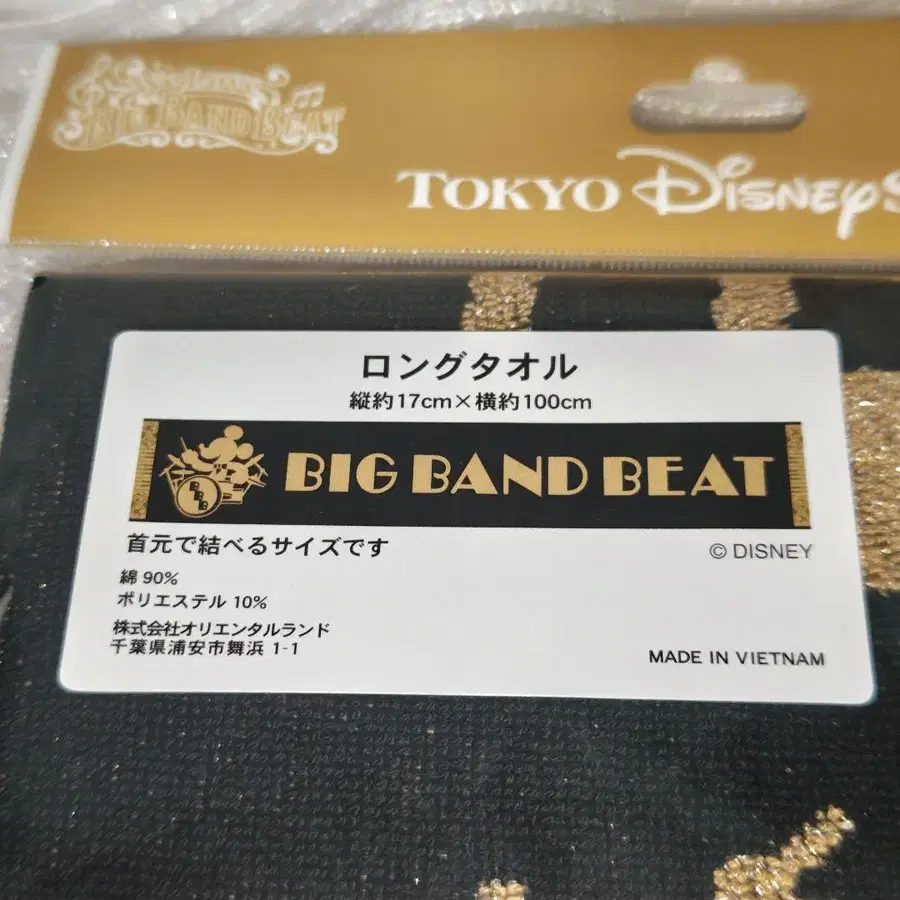 BIG BAND BEAT
TOKYO DISNEY
ロングタオル
縦約17cm×横約100cm
BIG BAND BEAT
BBB
首元で結べるサイズです
© DISNEY
綿 90%
ポリエステル 10%
株式会社オリエンタルランド
千葉県浦安市舞浜 1-1
MADE IN VIETNAM